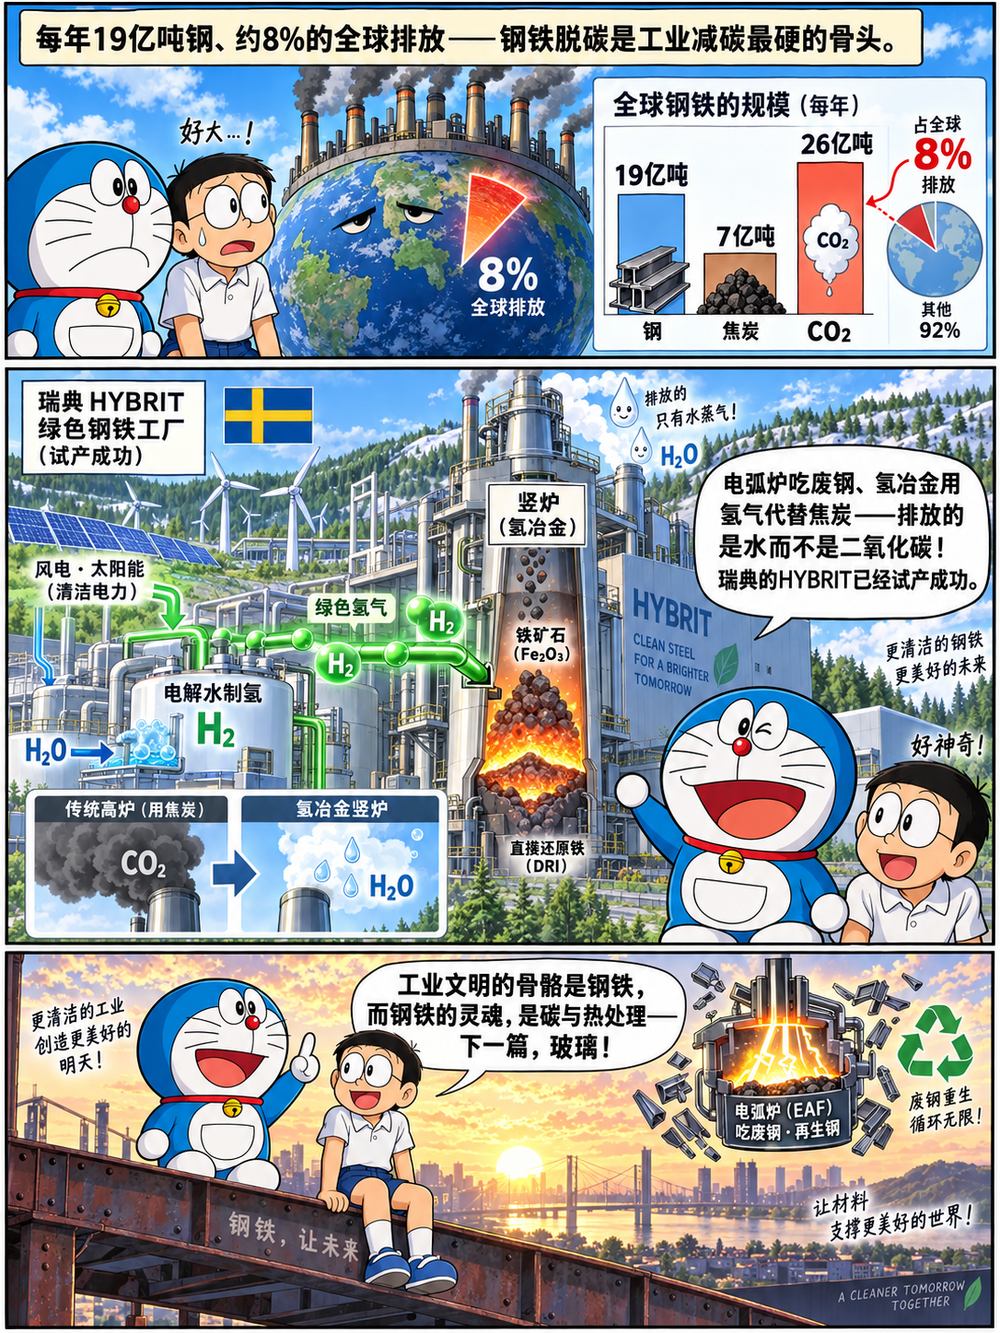 每年19亿吨钢、约8%的全球排放——钢铁脱碳是工业减碳最硬的骨头。
好大…！
8%
全球排放
全球钢铁的规模（每年）
19亿吨
7亿吨
26亿吨
CO₂
钢
焦炭
CO₂
占全球
8%
排放
其他
92%
瑞典 HYBRIT
绿色钢铁工厂
（试产成功）
排放的
只有水蒸气！
H₂O
竖炉
（氢冶金）
电弧炉吃废钢、氢冶金用
氢气代替焦炭——排放的
是水而不是二氧化碳！
瑞典的HYBRIT已经试产成功。
风电·太阳能
（清洁电力）
绿色氢气
H₂
H₂
铁矿石
（Fe₂O₃）
HYBRIT
CLEAN STEEL
FOR A BRIGHTER
TOMORROW
更清洁的钢铁
更美好的未来
电解水制氢
H₂
H₂O
好神奇！
传统高炉（用焦炭）
CO₂
氢冶金竖炉
H₂O
直接还原铁
（DRI）
更清洁的工业
创造更美好的
明天！
工业文明的骨骼是钢铁，
而钢铁的灵魂，是碳与热处理——
下一篇，玻璃！
电弧炉（EAF）
吃废钢·再生钢
废钢重生
循环无限！
钢铁，让未来
让材料
支撑更美好的世界！
A CLEANER TOMORROW
TOGETHER